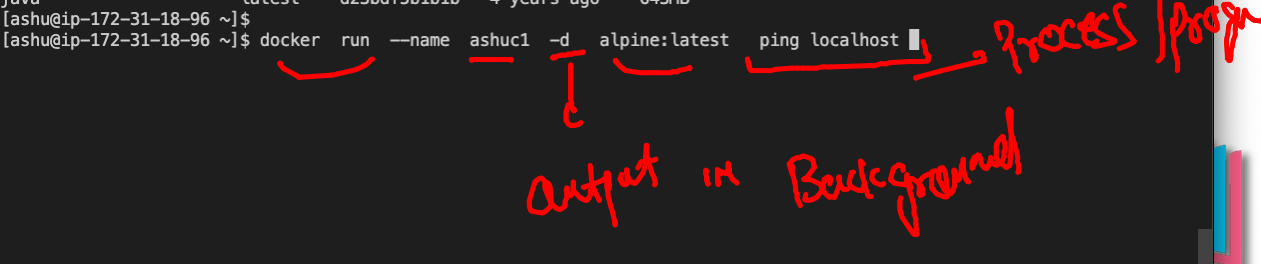 java latest d23bdf5b1b1b 4 years ago 643MB
[ashu@ip-172-31-18-96 ~]$
[ashu@ip-172-31-18-96 ~]$ docker run --name ashuc1 -d alpine:latest ping localhost
Process / progr
output in Background